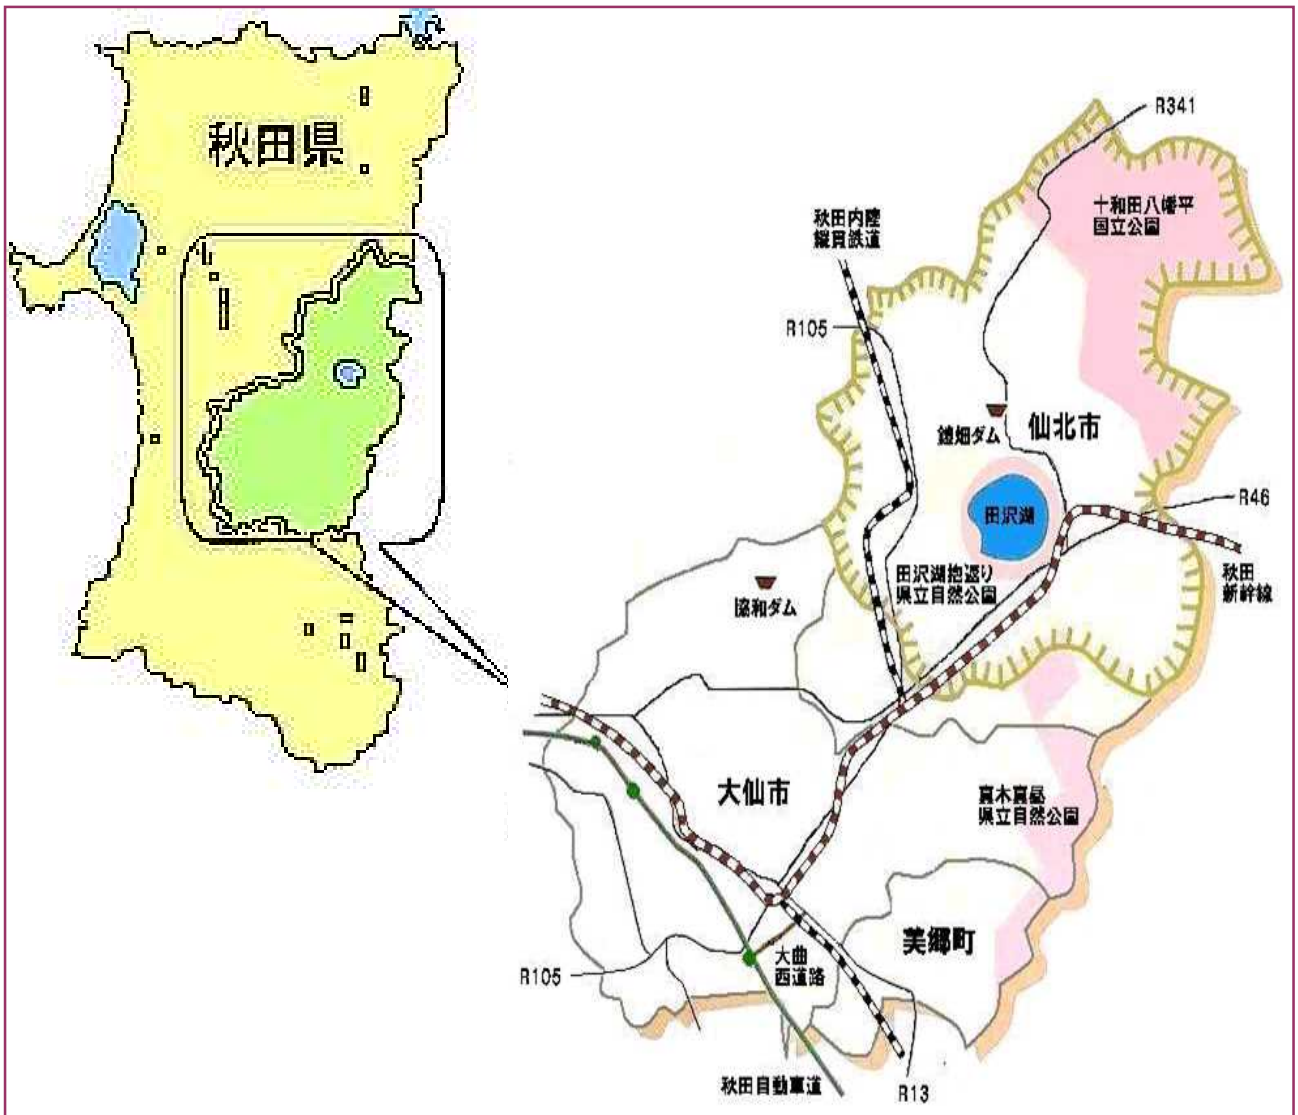 秋田県
R341
十和田八幡平
国立公園
秋田内陸
縦貫鉄道
R105
鎧畑ダム
仙北市
R46
田沢湖
秋田
新幹線
田沢湖抱返り
県立自然公園
協和ダム
大仙市
真木真昼
県立自然公園
美郷町
大曲
西道路
R105
秋田自動車道
R13